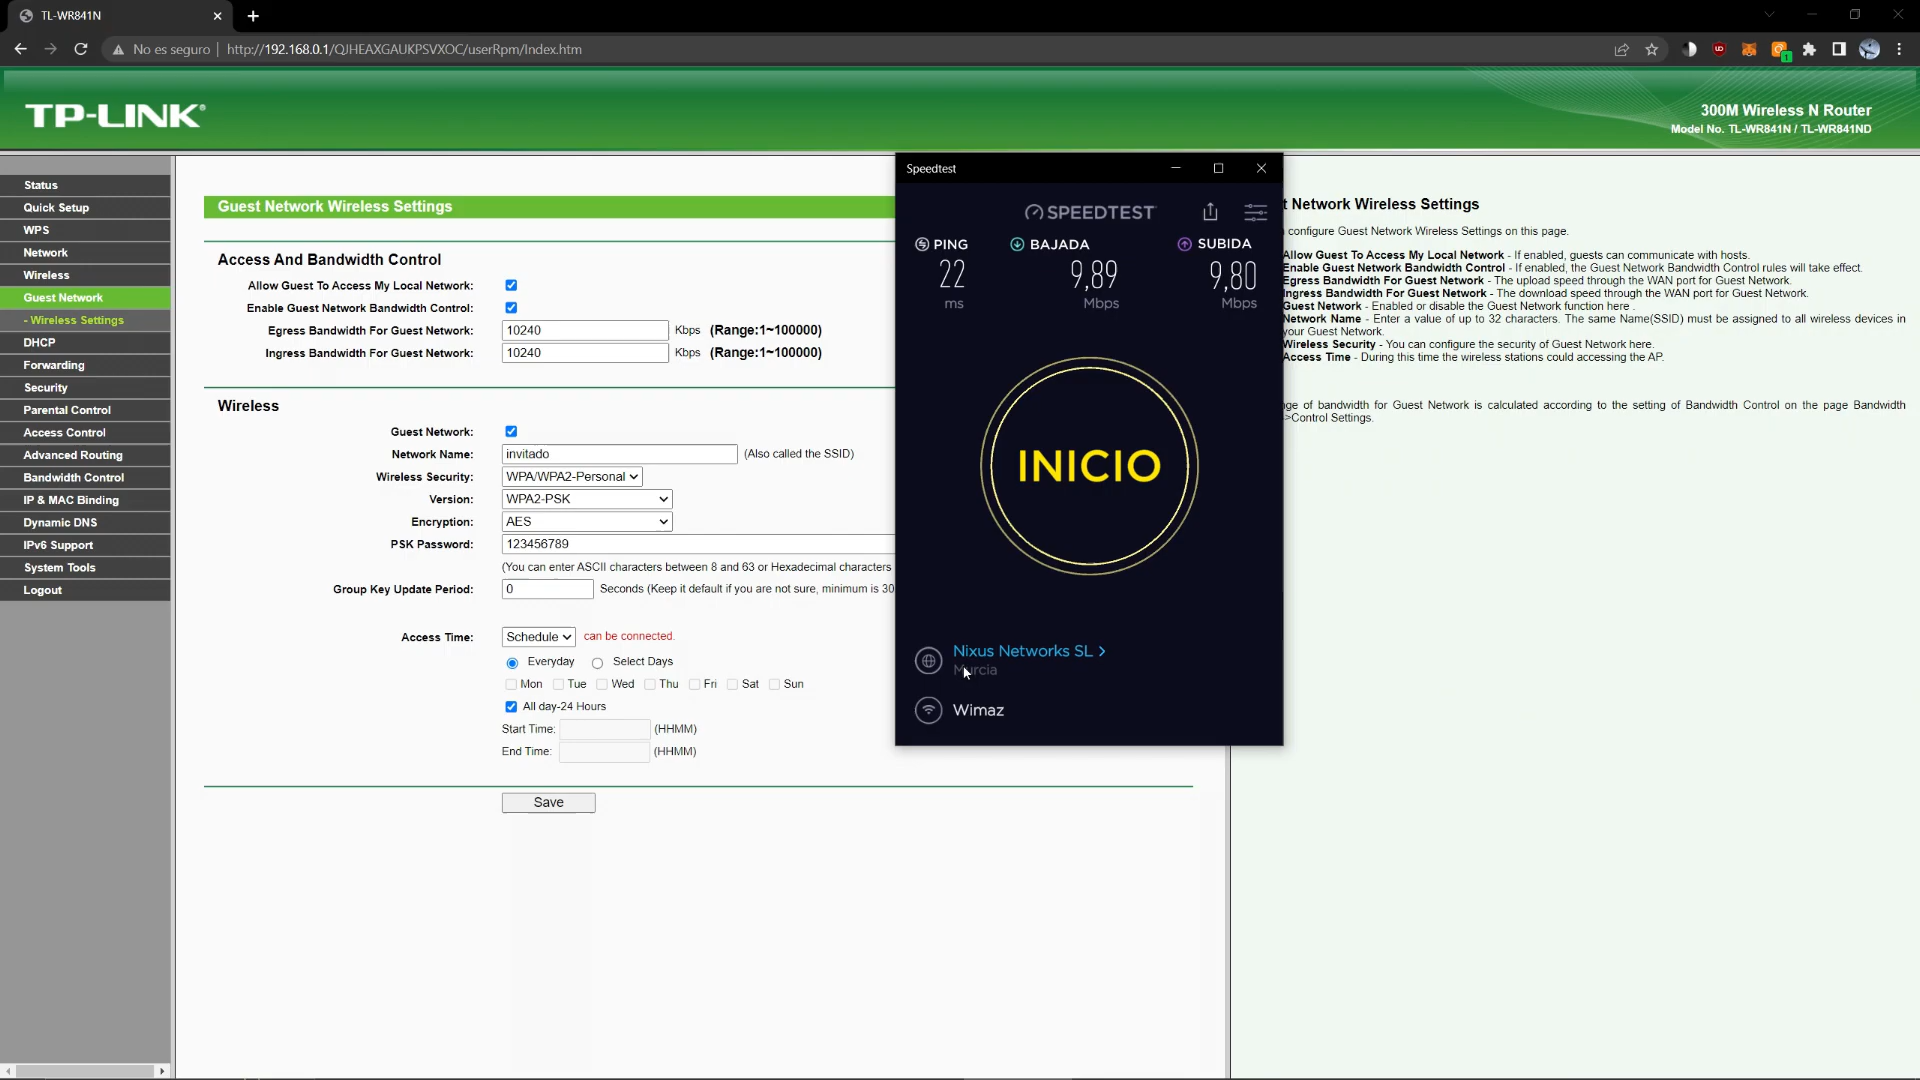 TL-WR841N
No es seguro
http://192.168.0.1/QJHEAXGAUKPSVXOC/userRpm/Index.htm
TP-LINK®
300M Wireless N Router
Model No. TL-WR841N / TL-WR841ND
Status
Quick Setup
WPS
Network
Wireless
Guest Network
- Wireless Settings
DHCP
Forwarding
Security
Parental Control
Access Control
Advanced Routing
Bandwidth Control
IP & MAC Binding
Dynamic DNS
IPv6 Support
System Tools
Logout
Guest Network Wireless Settings
Access And Bandwidth Control
Allow Guest To Access My Local Network:
Enable Guest Network Bandwidth Control:
Egress Bandwidth For Guest Network: 10240 Kbps (Range:1~100000)
Ingress Bandwidth For Guest Network: 10240 Kbps (Range:1~100000)
Wireless
Guest Network:
Network Name: invitado (Also called the SSID)
Wireless Security: WPA/WPA2-Personal
Version: WPA2-PSK
Encryption: AES
PSK Password: 123456789
(You can enter ASCII characters between 8 and 63 or Hexadecimal characters
Group Key Update Period: 0 Seconds (Keep it default if you are not sure, minimum is 30
Access Time: Schedule can be connected.
Everyday Select Days
Mon Tue Wed Thu Fri Sat Sun
All day-24 Hours
Start Time: (HHMM)
End Time: (HHMM)
Save
Speedtest
SPEEDTEST
PING BAJADA SUBIDA
22 9,89 9,80
ms Mbps Mbps
INICIO
Nixus Networks SL >
Murcia
Wimaz
t Network Wireless Settings
configure Guest Network Wireless Settings on this page.
Allow Guest To Access My Local Network - If enabled, guests can communicate with hosts.
Enable Guest Network Bandwidth Control - If enabled, the Guest Network Bandwidth Control rules will take effect.
Egress Bandwidth For Guest Network - The upload speed through the WAN port for Guest Network.
Ingress Bandwidth For Guest Network - The download speed through the WAN port for Guest Network.
Guest Network - Enabled or disable the Guest Network function here .
Network Name - Enter a value of up to 32 characters. The same Name(SSID) must be assigned to all wireless devices in
your Guest Network.
Wireless Security - You can configure the security of Guest Network here.
Access Time - During this time the wireless stations could accessing the AP.
ge of bandwidth for Guest Network is calculated according to the setting of Bandwidth Control on the page Bandwidth
>Control Settings.